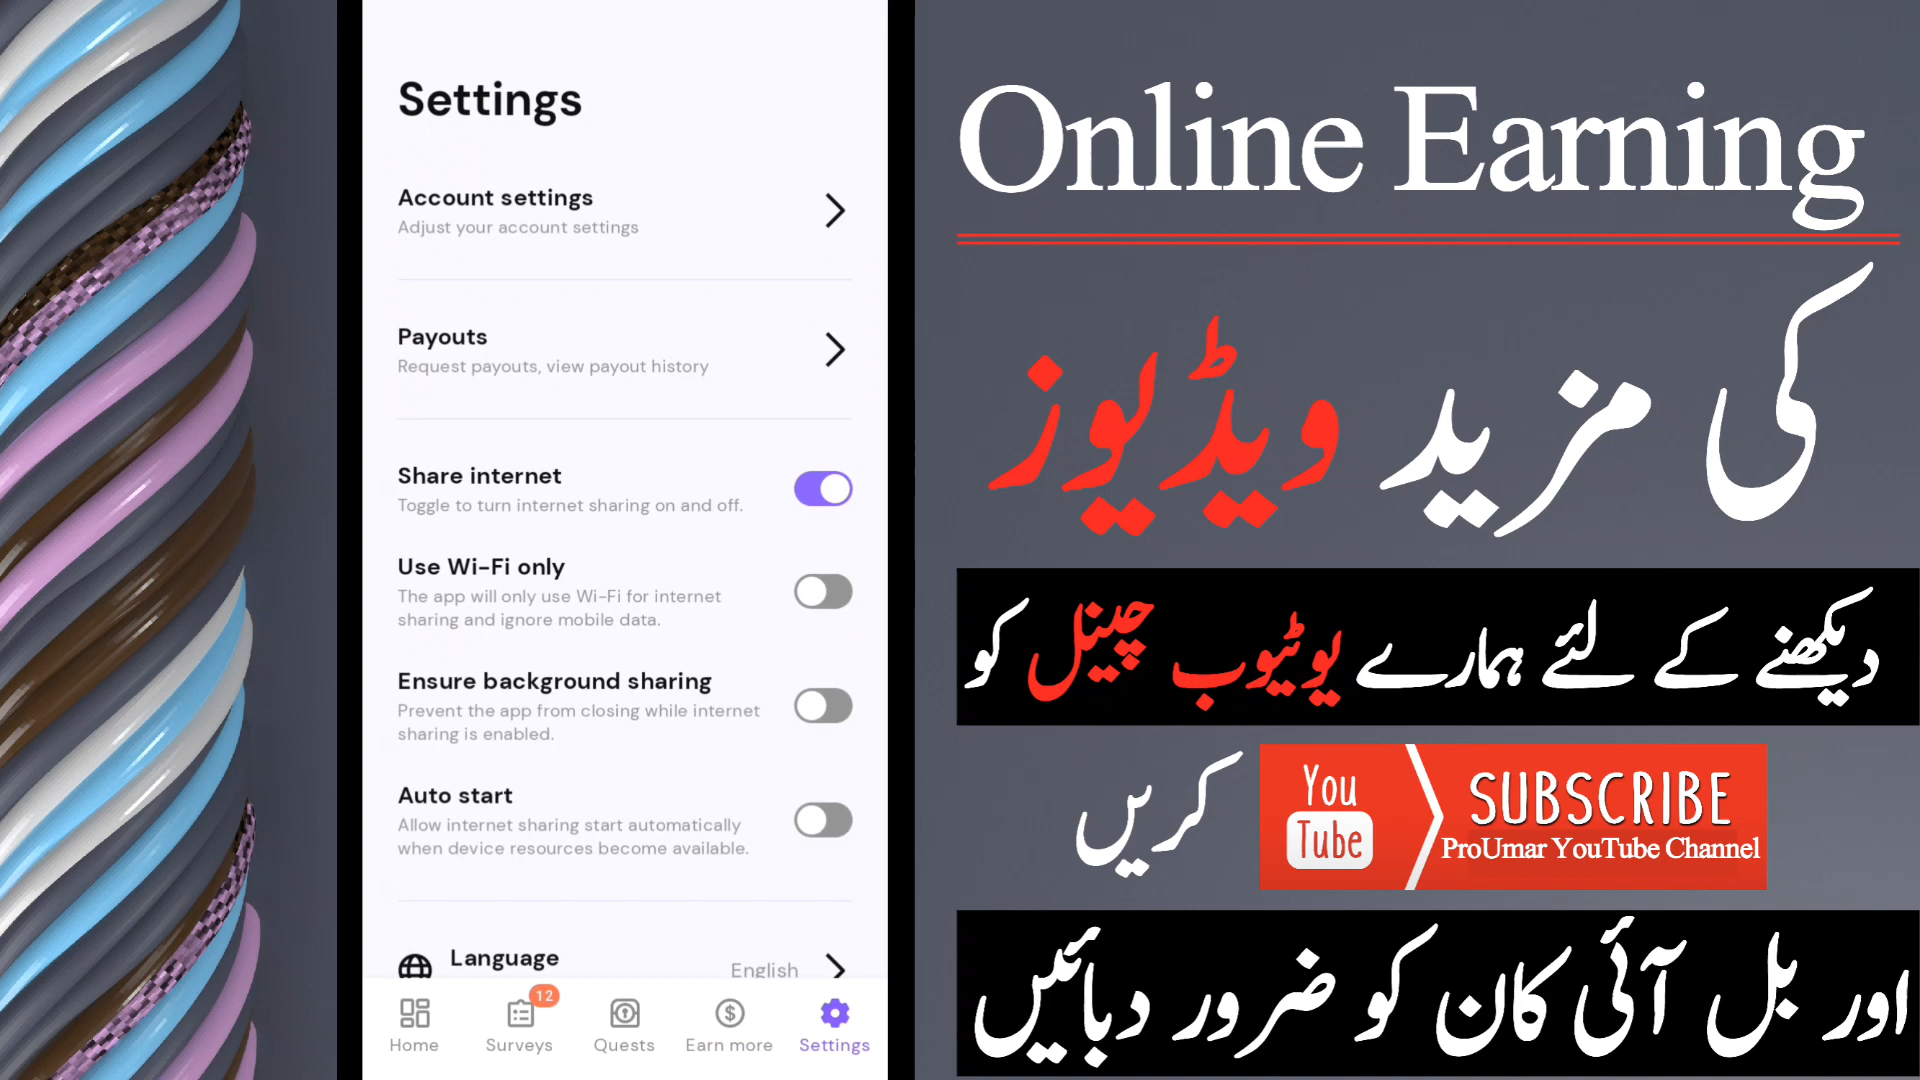 Settings
Account settings
Adjust your account settings
Payouts
Request payouts, view payout history
Share internet
Toggle to turn internet sharing on and off.
Use Wi-Fi only
The app will only use Wi-Fi for internet
sharing and ignore mobile data.
Ensure background sharing
Prevent the app from closing while internet
sharing is enabled.
Auto start
Allow internet sharing start automatically
when device resources become available.
Language
English
12
Home
Surveys
Quests
Earn more
Settings
Online Earning
کی مزید ویڈیوز
دیکھنے کے لئے ہمارے یوٹیوب چینل کو
You
Tube
SUBSCRIBE
ProUmar YouTube Channel
کریں
اور بل آئی کان کو ضرور دبائیں